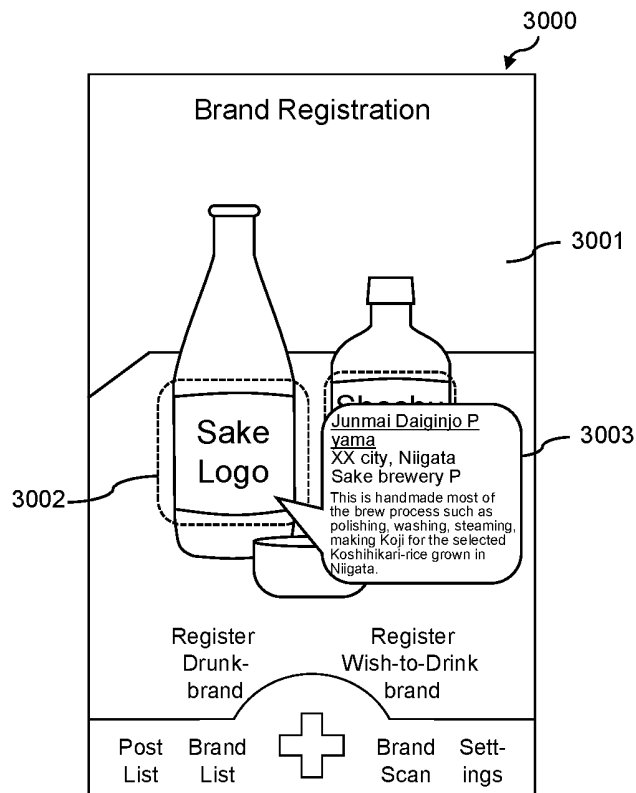 3000
Brand Registration
3001
Sake
Logo
Junmai Daiginjo P
yama
XX city, Niigata
Sake brewery P
This is handmade most of
the brew process such as
polishing, washing, steaming,
making Koji for the selected
Koshihikari-rice grown in
Niigata.
3003
3002
Register
Drunk-
brand
Register
Wish-to-Drink
brand
Post
List
Brand
List
Brand
Scan
Sett-
ings